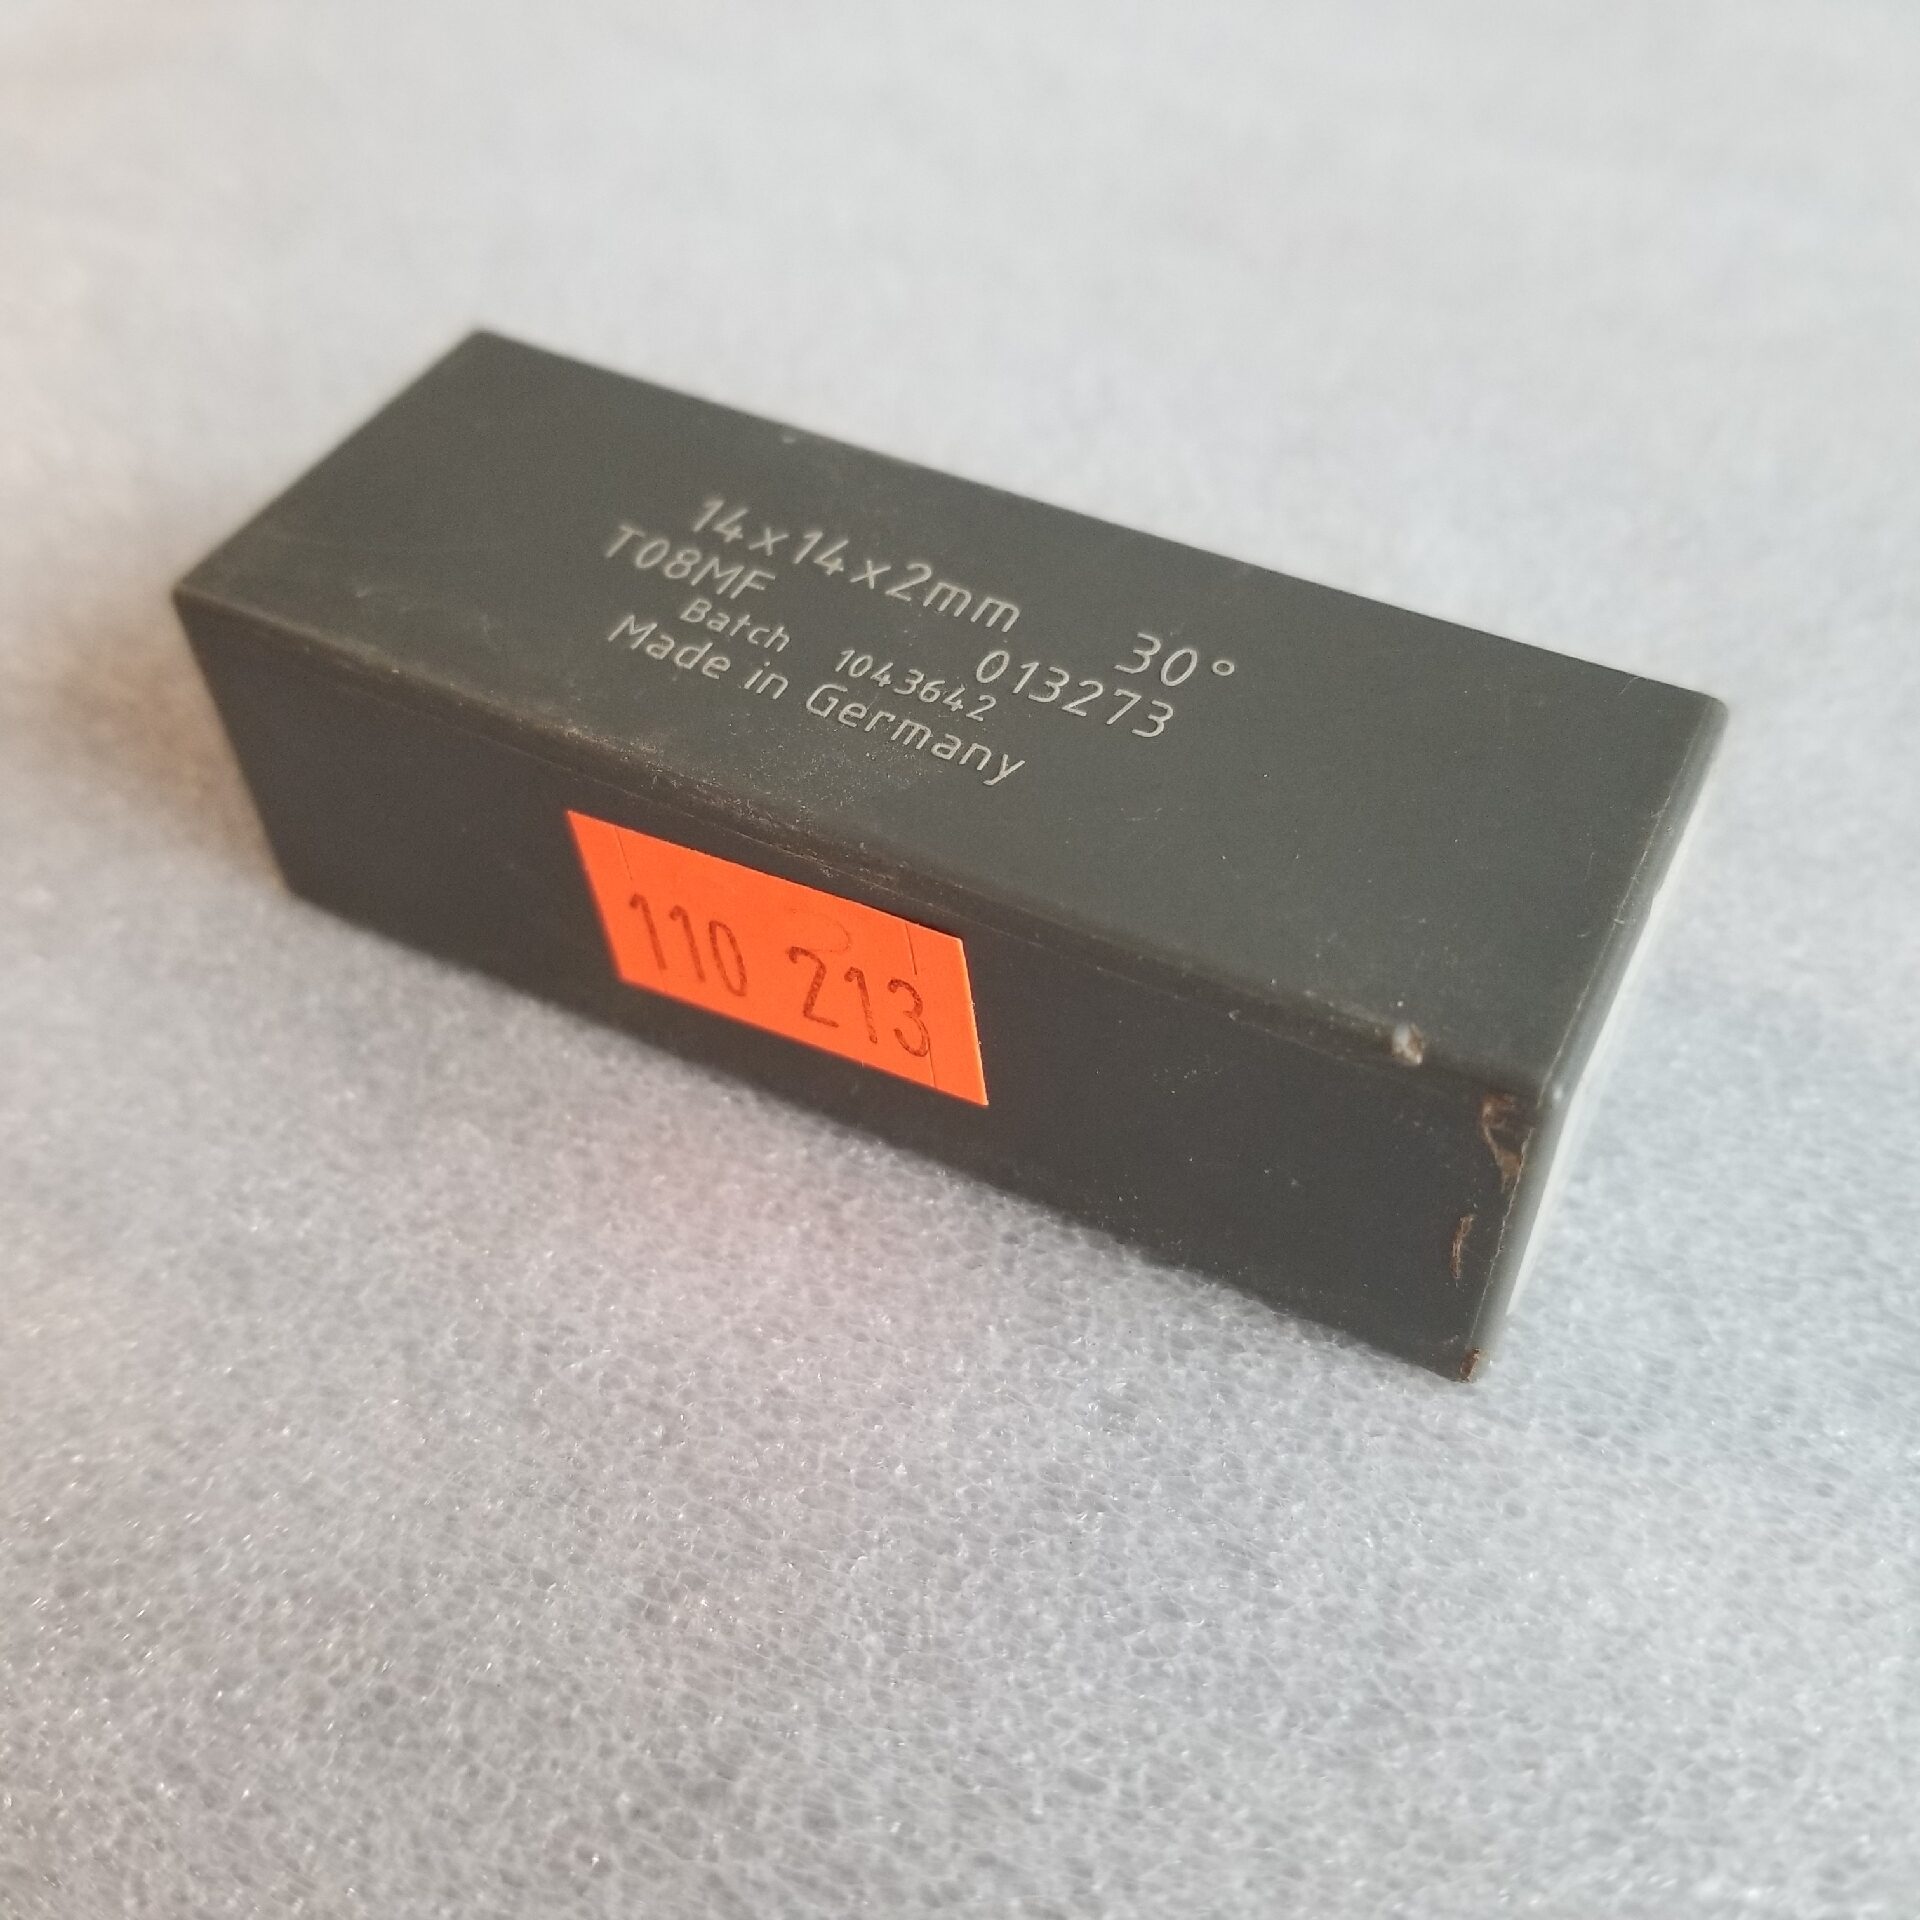 14x14x2mm 30°
T08MF 013273
Batch 1043642
Made in Germany
110 213